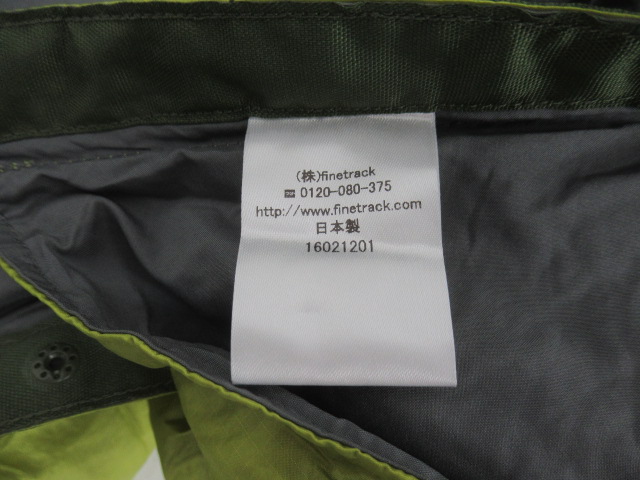 (株)finetrack
0120-080-375
http://www.finetrack.com
日本製
16021201